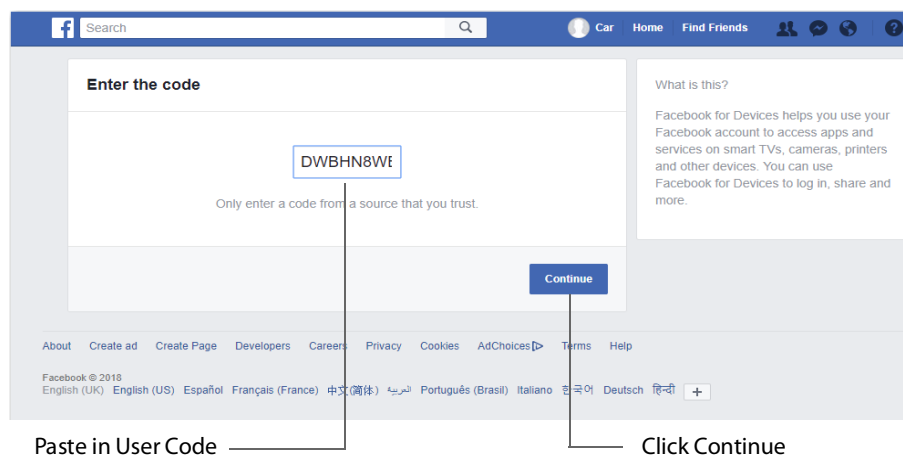 f Search Car Home Find Friends ?
Enter the code
What is this?
Facebook for Devices helps you use your
Facebook account to access apps and
services on smart TVs, cameras, printers
and other devices. You can use
Facebook for Devices to log in, share and
more.
DWBHN8WE
Only enter a code from a source that you trust.
Continue
About Create ad Create Page Developers Careers Privacy Cookies AdChoices Terms Help
Facebook © 2018
English (UK) English (US) Español Français (France) 中文(简体) العربية Português (Brasil) Italiano 한국어 Deutsch हिन्दी +
Paste in User Code Click Continue